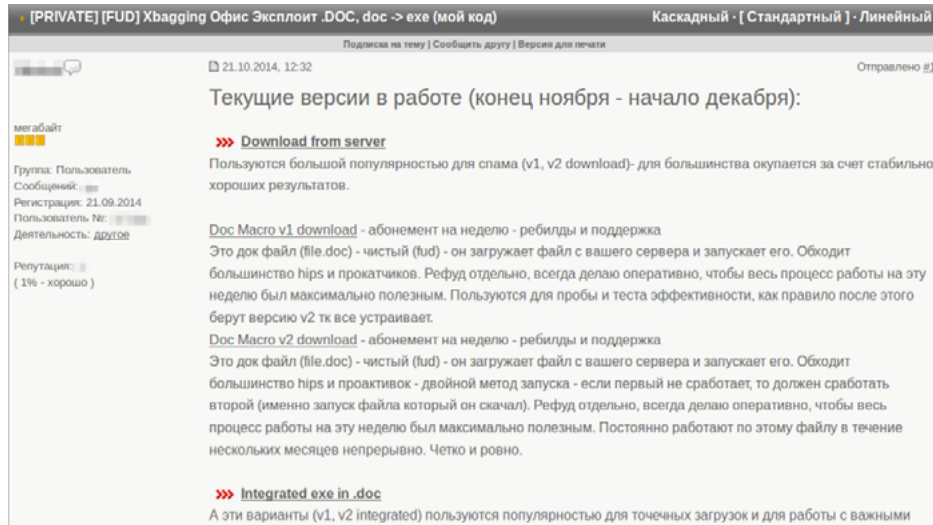 [PRIVATE] [FUD] Xbagging Офис Эксплоит .DOC, doc -> exe (мой код)
Каскадный · [ Стандартный ] · Линейный
Подписка на тему | Сообщить другу | Версия для печати
21.10.2014, 12:32
Отправлено #1
Текущие версии в работе (конец ноября - начало декабря):
мегабайт
Группа: Пользователь
Сообщений:
Регистрация: 21.09.2014
Пользователь №:
Деятельность: другое
Репутация:
( 1% - хорошо )
>>> Download from server
Пользуются большой популярностью для спама (v1, v2 download)- для большинства окупается за счет стабильно
хороших результатов.
Doc Macro v1 download - абонемент на неделю - ребилды и поддержка
Это док файл (file.doc) - чистый (fud) - он загружает файл с вашего сервера и запускает его. Обходит
большинство hips и прокатчиков. Рефуд отдельно, всегда делаю оперативно, чтобы весь процесс работы на эту
неделю был максимально полезным. Пользуются для пробы и теста эффективности, как правило после этого
берут версию v2 тк все устраивает.
Doc Macro v2 download - абонемент на неделю - ребилды и поддержка
Это док файл (file.doc) - чистый (fud) - он загружает файл с вашего сервера и запускает его. Обходит
большинство hips и проактивок - двойной метод запуска - если первый не сработает, то должен сработать
второй (именно запуск файла который он скачал). Рефуд отдельно, всегда делаю оперативно, чтобы весь
процесс работы на эту неделю был максимально полезным. Постоянно работают по этому файлу в течение
нескольких месяцев непрерывно. Четко и ровно.
>>> Integrated exe in .doc
А эти варианты (v1, v2 integrated) пользуются популярностью для точечных загрузок и для работы с важными